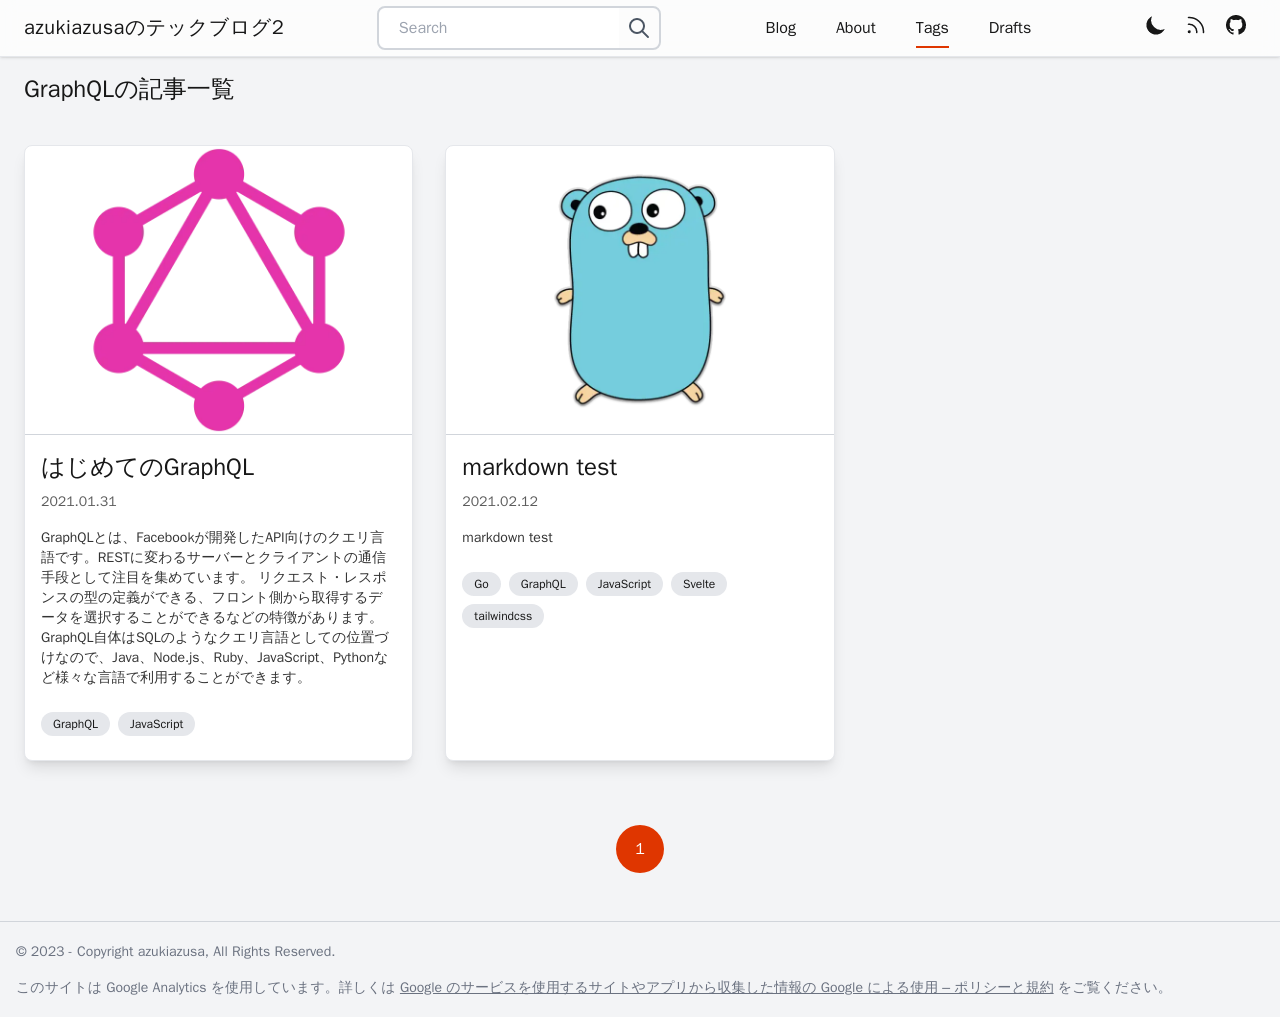 azukiazusaのテックブログ2
Search
Blog
About
Tags
Drafts
GraphQLの記事一覧
はじめてのGraphQL
2021.01.31
GraphQLとは、Facebookが開発したAPI向けのクエリ言
語です。RESTに変わるサーバーとクライアントの通信
手段として注目を集めています。 リクエスト・レスポ
ンスの型の定義ができる、フロント側から取得するデ
ータを選択することができるなどの特徴があります。
GraphQL自体はSQLのようなクエリ言語としての位置づ
けなので、Java、Node.js、Ruby、JavaScript、Pythonな
ど様々な言語で利用することができます。
GraphQL
JavaScript
markdown test
2021.02.12
markdown test
Go
GraphQL
JavaScript
Svelte
tailwindcss
1
© 2023 - Copyright azukiazusa, All Rights Reserved.
このサイトは Google Analytics を使用しています。詳しくは Google のサービスを使用するサイトやアプリから収集した情報の Google による使用 – ポリシーと規約 をご覧ください。